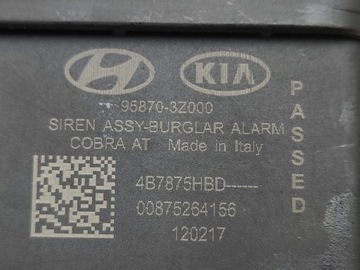 KIA
95870-3Z000
SIREN ASSY-BURGLAR ALARM
COBRA AT Made in Italy
4B7875HBD------
00875264156
120217
PASSED